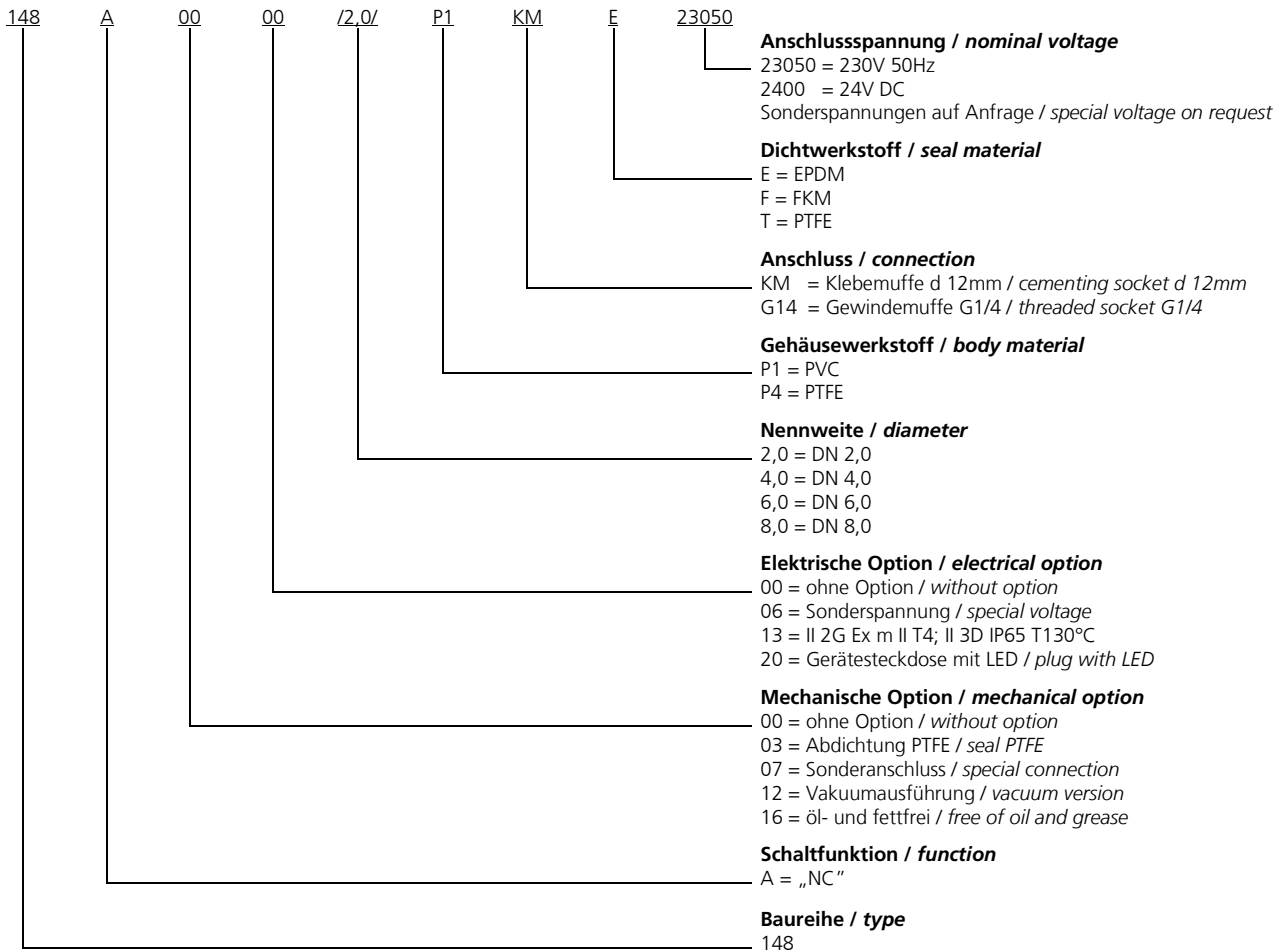 148 A 00 00 /2,0/ P1 KM E 23050
Anschlussspannung / nominal voltage
23050 = 230V 50Hz
2400 = 24V DC
Sonderspannungen auf Anfrage / special voltage on request
Dichtwerkstoff / seal material
E = EPDM
F = FKM
T = PTFE
Anschluss / connection
KM = Klebemuffe d 12mm / cementing socket d 12mm
G14 = Gewindemuffe G1/4 / threaded socket G1/4
Gehäusewerkstoff / body material
P1 = PVC
P4 = PTFE
Nennweite / diameter
2,0 = DN 2,0
4,0 = DN 4,0
6,0 = DN 6,0
8,0 = DN 8,0
Elektrische Option / electrical option
00 = ohne Option / without option
06 = Sonderspannung / special voltage
13 = II 2G Ex m II T4; II 3D IP65 T130°C
20 = Gerätesteckdose mit LED / plug with LED
Mechanische Option / mechanical option
00 = ohne Option / without option
03 = Abdichtung PTFE / seal PTFE
07 = Sonderanschluss / special connection
12 = Vakuumausführung / vacuum version
16 = öl- und fettfrei / free of oil and grease
Schaltfunktion / function
A = „NC”
Baureihe / type
148